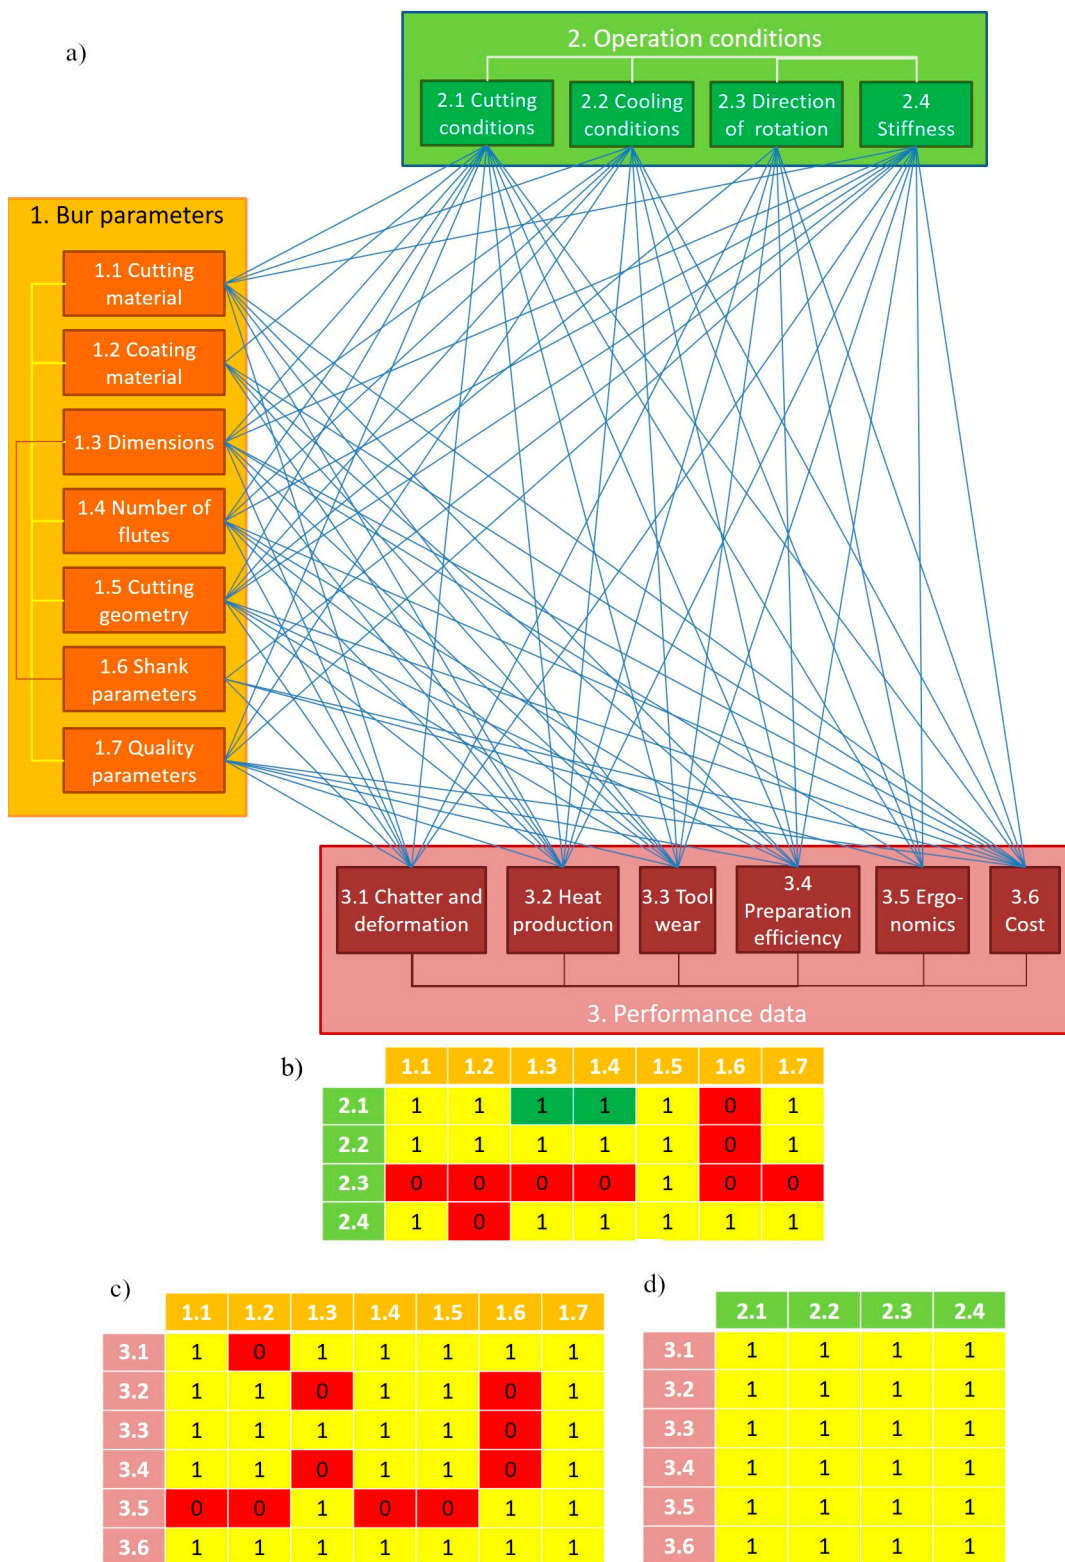 a)
2. Operation conditions
2.1 Cutting
conditions
2.2 Cooling
conditions
2.3 Direction
of rotation
2.4
Stiffness
1. Bur parameters
1.1 Cutting
material
1.2 Coating
material
1.3 Dimensions
1.4 Number of
flutes
1.5 Cutting
geometry
1.6 Shank
parameters
1.7 Quality
parameters
3.1 Chatter and
deformation
3.2 Heat
production
3.3 Tool
wear
3.4
Preparation
efficiency
3.5 Ergo-
nomics
3.6
Cost
3. Performance data
b)
1.1 1.2 1.3 1.4 1.5 1.6 1.7
2.1 1 1 1 1 1 0 1
2.2 1 1 1 1 1 0 1
2.3 0 0 0 0 1 0 0
2.4 1 0 1 1 1 1 1
c)
1.1 1.2 1.3 1.4 1.5 1.6 1.7
3.1 1 0 1 1 1 1 1
3.2 1 1 0 1 1 0 1
3.3 1 1 1 1 1 0 1
3.4 1 1 0 1 1 0 1
3.5 0 0 1 0 0 1 1
3.6 1 1 1 1 1 1 1
d)
2.1 2.2 2.3 2.4
3.1 1 1 1 1
3.2 1 1 1 1
3.3 1 1 1 1
3.4 1 1 1 1
3.5 1 1 1 1
3.6 1 1 1 1